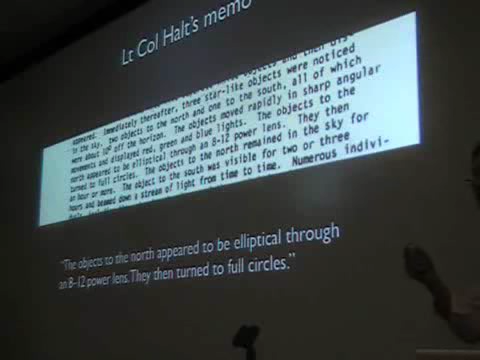 Lt Col Halt's memo
objects and then dis-
appeared. Immediately thereafter, three star-like objects were noticed
in the sky, two objects to the north and one to the south, all of which
were about 10° off the horizon. The objects moved rapidly in sharp angular
movements and displayed red, green and blue lights. The objects to the
north appeared to be elliptical through an 8-12 power lens. They then
turned to full circles. The objects to the north remained in the sky for
an hour or more. The object to the south was visible for two or three
hours and beamed down a stream of light from time to time. Numerous indivi-
"The objects to the north appeared to be elliptical through
an 8-12 power lens. They then turned to full circles."